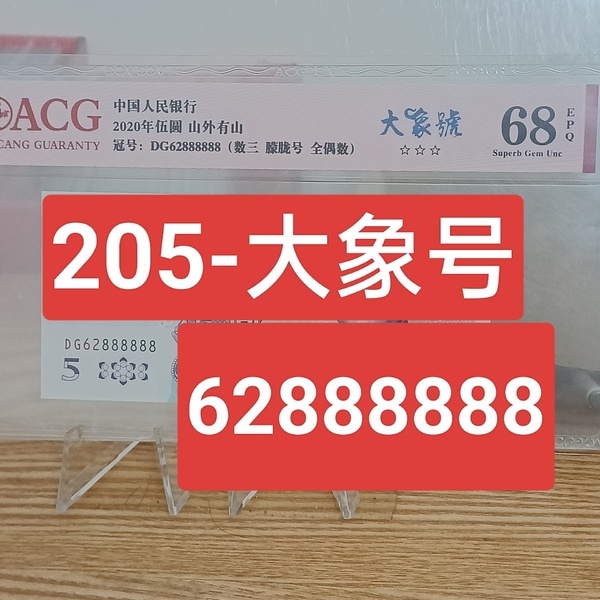 ACG
CANG GUARANTY
中国人民银行
2020年伍圆 山外有山
冠号：DG62888888（数三 朦胧号 全偶数）
大象號
☆☆☆
68
EPQ
Superb Gem Unc
205-大象号
DG62888888
5
62888888